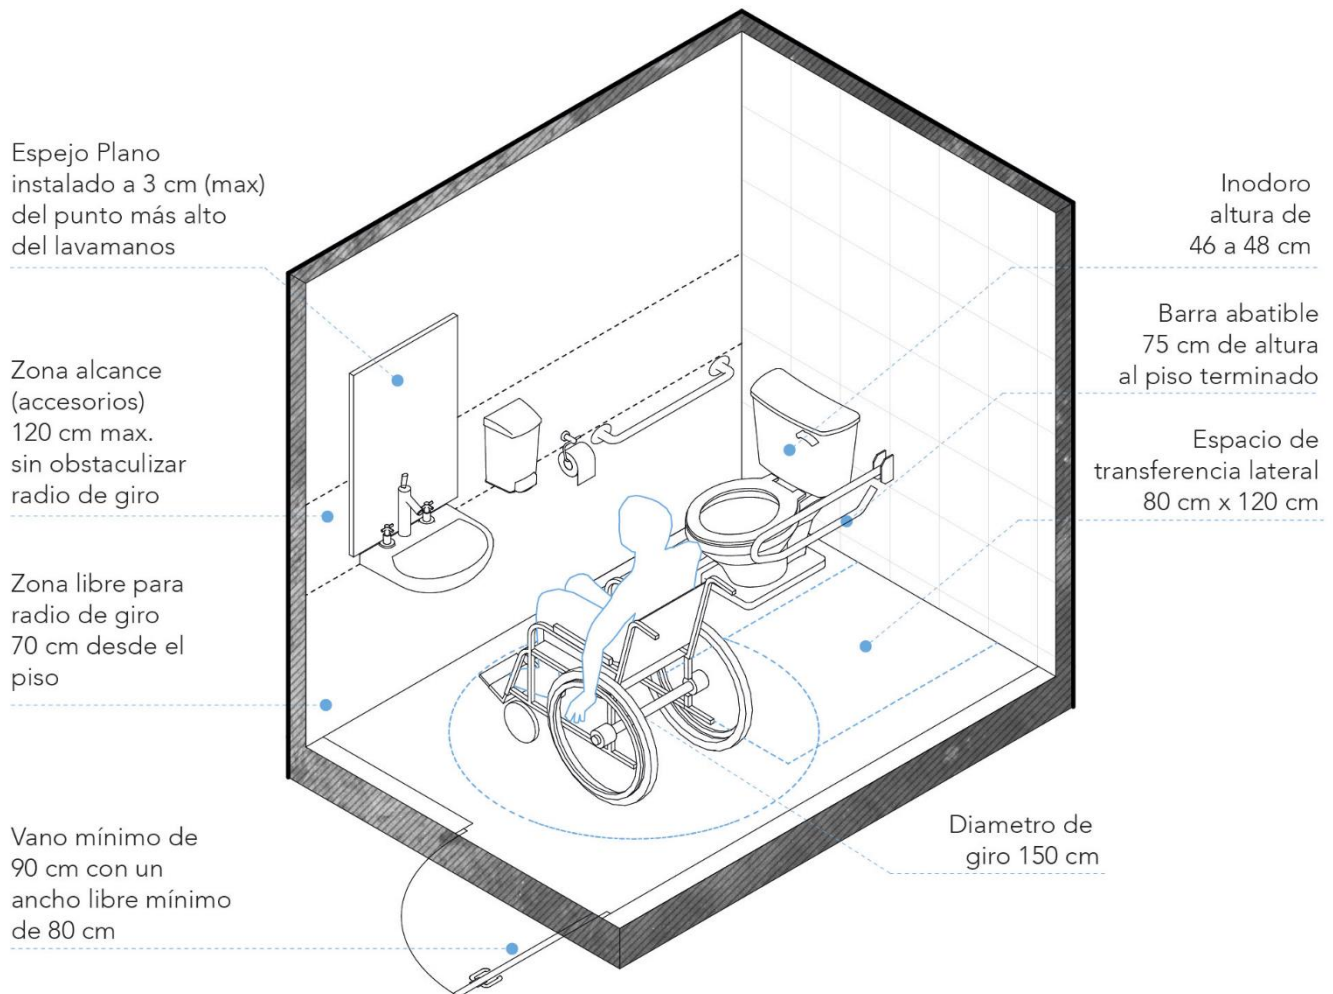 Espejo Plano
instalado a 3 cm (max)
del punto más alto
del lavamanos
Zona alcance
(accesorios)
120 cm max.
sin obstaculizar
radio de giro
Zona libre para
radio de giro
70 cm desde el
piso
Vano mínimo de
90 cm con un
ancho libre mínimo
de 80 cm
Inodoro
altura de
46 a 48 cm
Barra abatible
75 cm de altura
al piso terminado
Espacio de
transferencia lateral
80 cm x 120 cm
Diametro de
giro 150 cm